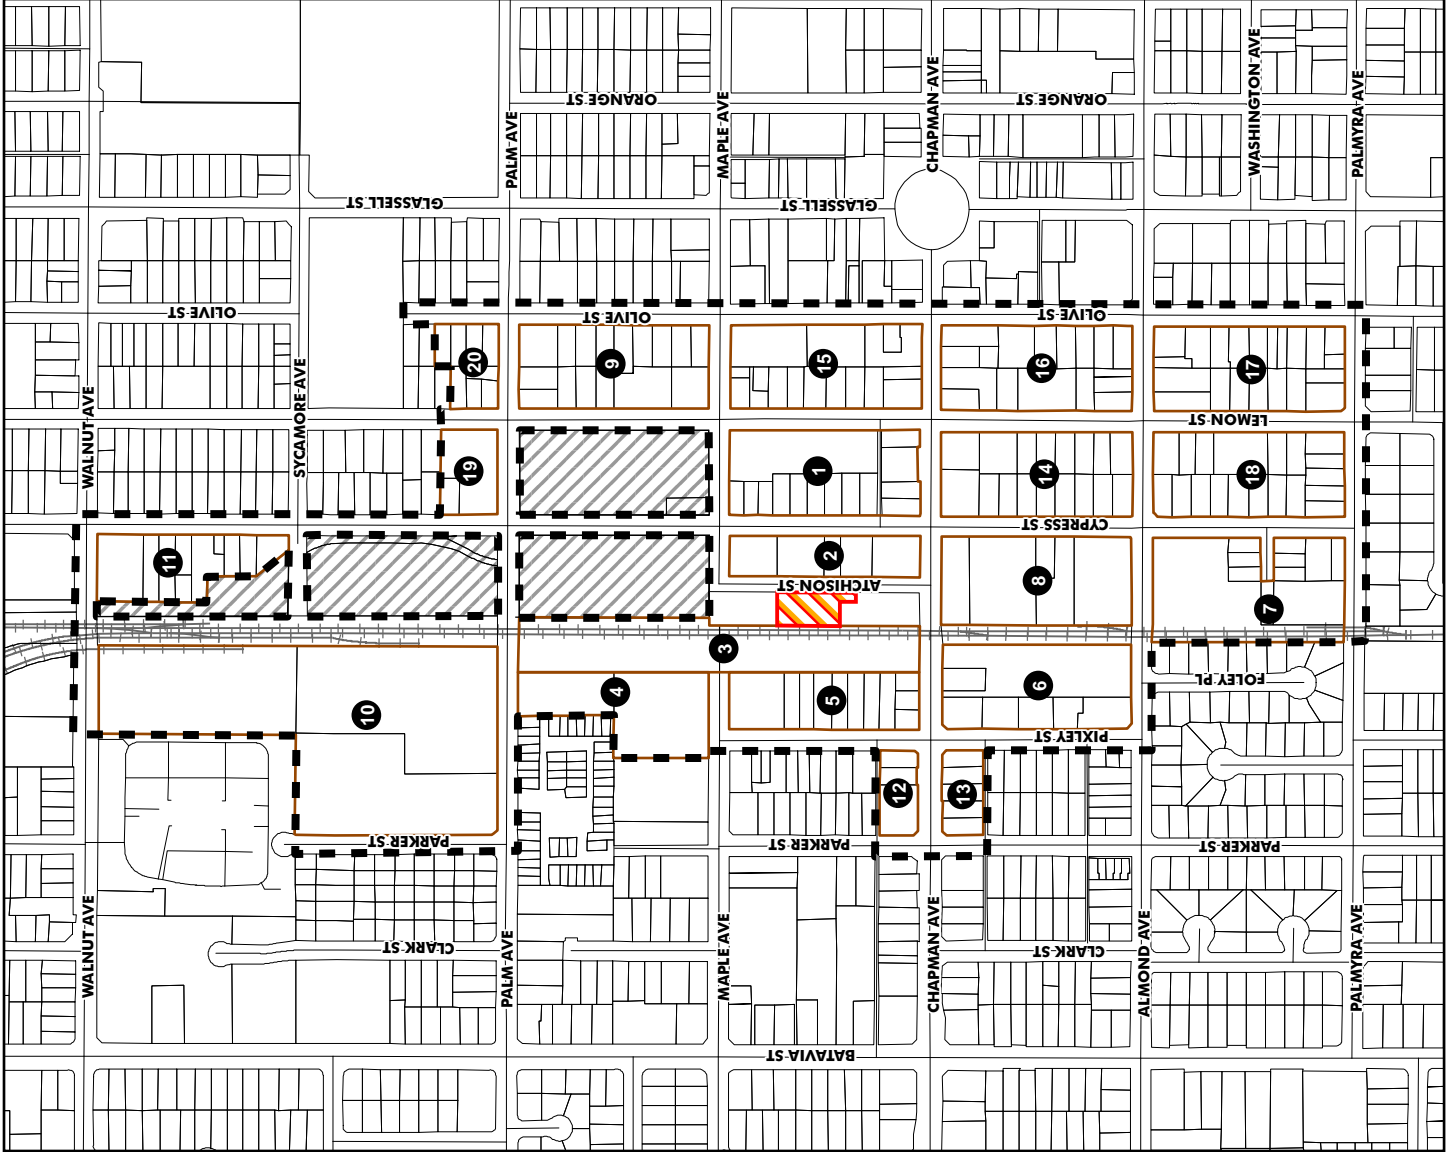 ORANGE ST
ORANGE ST
WASHINGTON AVE
PALMYRA AVE
CHAPMAN AVE
MAPLE AVE
PALM AVE
GLASSELL ST
GLASSELL ST
OLIVE ST
OLIVE ST
OLIVE ST
WALNUT AVE
SYCAMORE AVE
20
9
15
16
17
LEMON ST
19
1
14
18
CYPRESS ST
11
2
8
7
ATCHISON ST
3
4
5
6
10
FOLEY PL
PIXLEY ST
12
13
PARKER ST
PARKER ST
PARKER ST
WALNUT AVE
PALM AVE
MAPLE AVE
CHAPMAN AVE
ALMOND AVE
PALMYRA AVE
CLARK ST
CLARK ST
BATAVIA ST